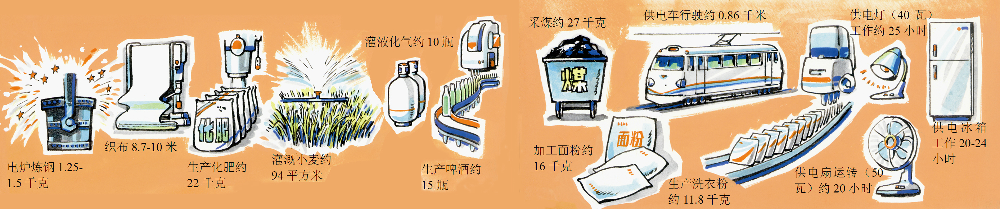 电炉炼钢 1.25-
1.5 千克
织布 8.7-10 米
化肥
生产化肥约
22 千克
灌溉小麦约
94 平方米
灌液化气约 10 瓶
生产啤酒约
15 瓶
采煤约 27 千克
煤
供电车行驶约 0.86 千米
面粉
加工面粉约
16 千克
生产洗衣粉
约 11.8 千克
供电灯（40 瓦）
工作约 25 小时
供电扇运转（50
瓦）约 20 小时
供电冰箱
工作 20-24
小时